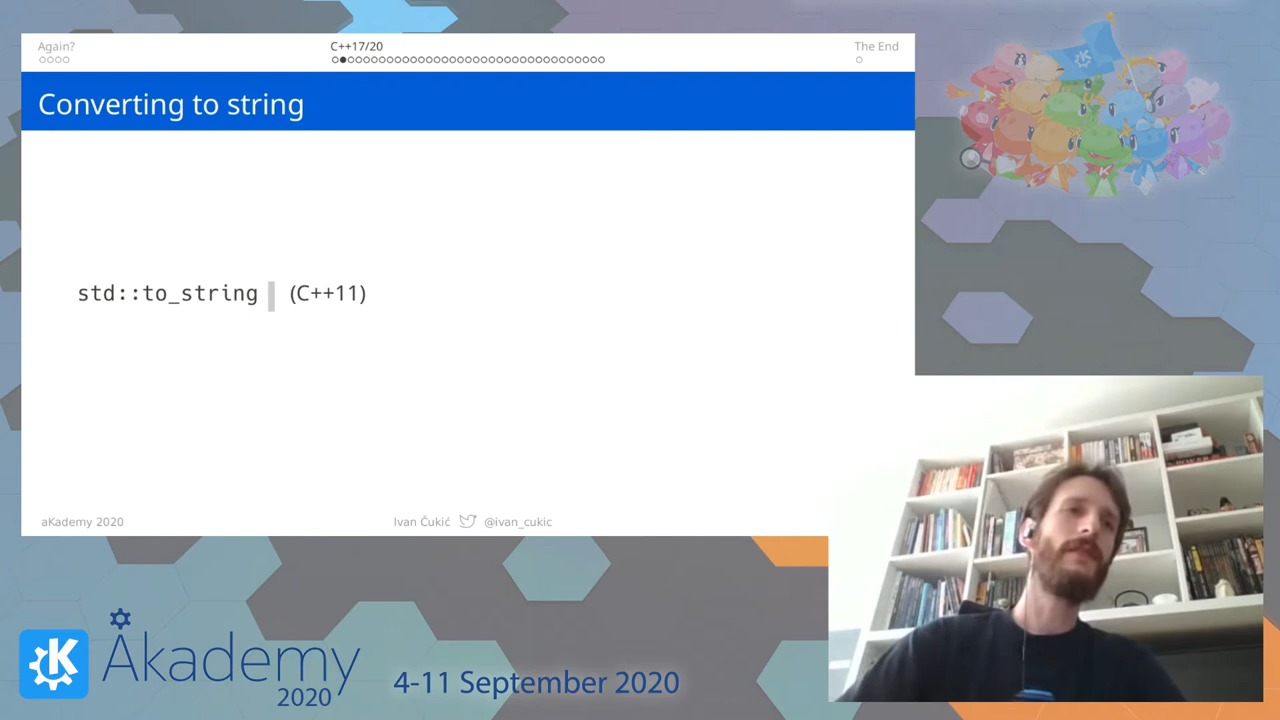 Again?
C++17/20
The End
Converting to string
std::to_string (C++11)
aKademy 2020
Ivan Čukić @ivan_cukic
Akademy
2020
4-11 September 2020